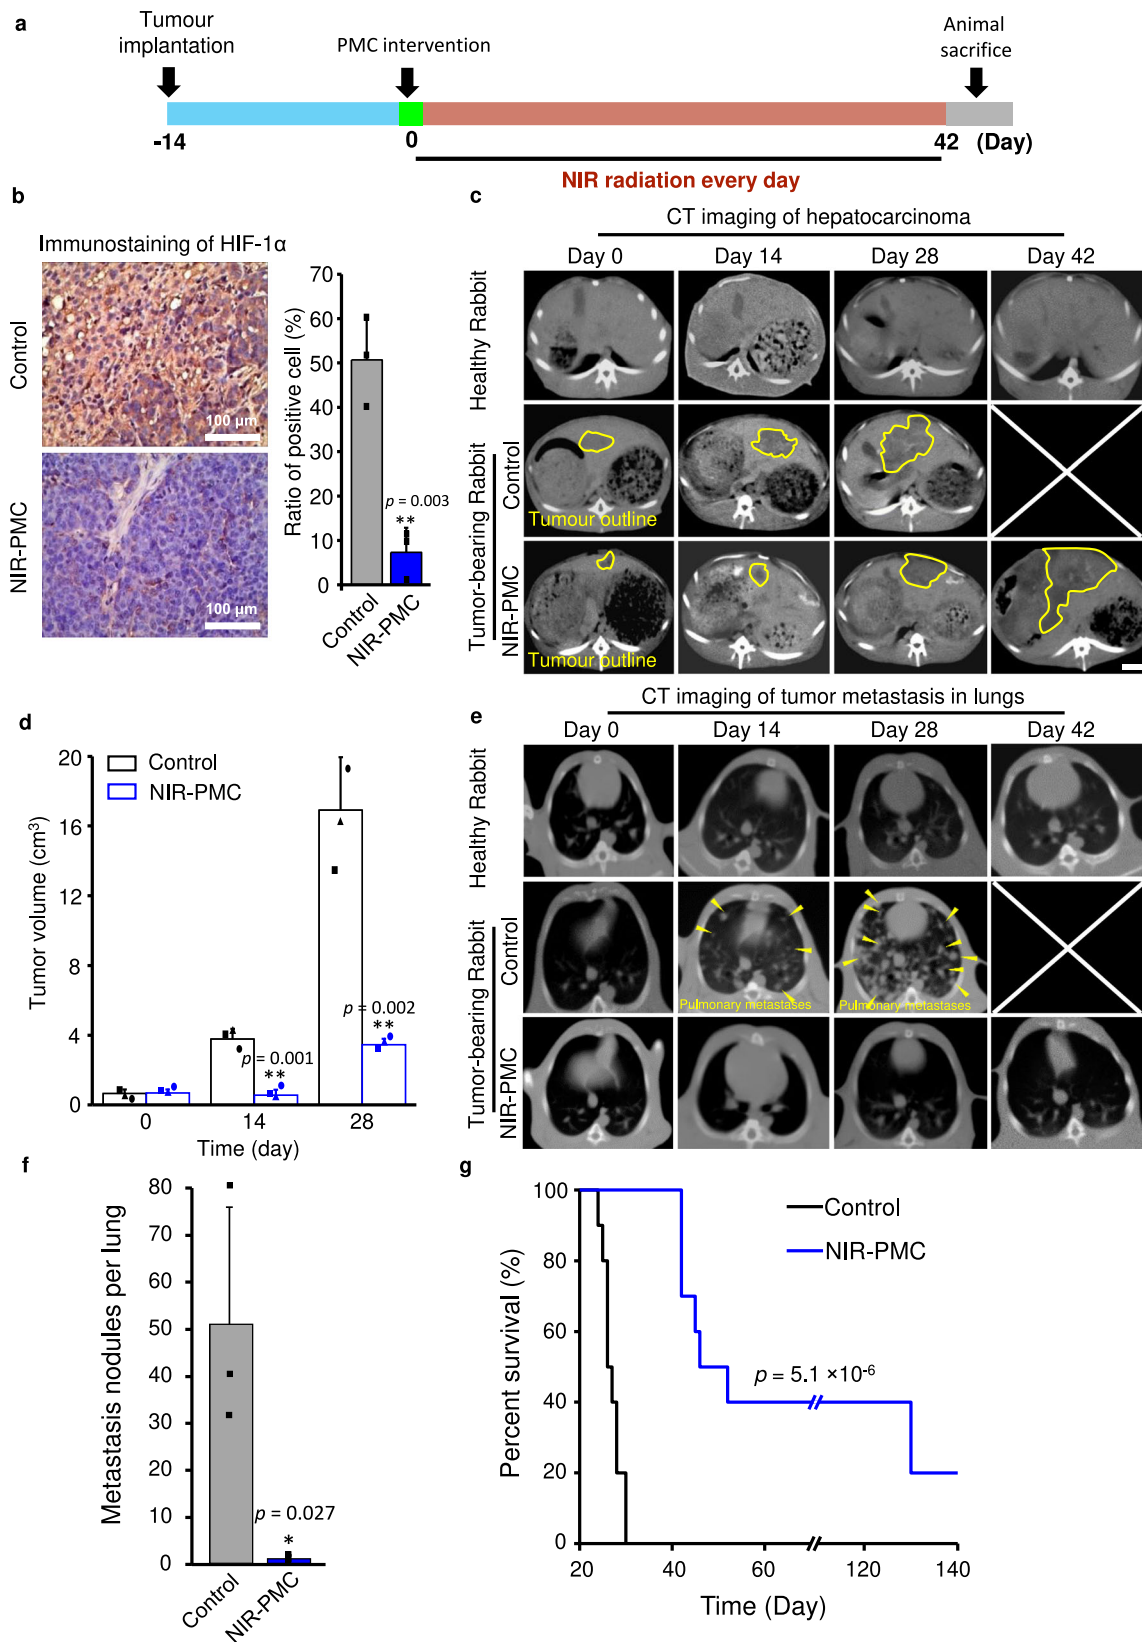 a
Tumour
implantation
PMC intervention
Animal
sacrifice
-14
0
42
(Day)
NIR radiation every day
b
Immunostaining of HIF-1α
Control
100 µm
NIR-PMC
100 µm
Ratio of positive cell (%)
70
60
50
40
30
20
10
0
p = 0.003
**
Control
NIR-PMC
c
CT imaging of hepatocarcinoma
Day 0
Day 14
Day 28
Day 42
Healthy Rabbit
Tumor-bearing Rabbit
Control
NIR-PMC
Tumour outline
Tumour outline
d
Control
NIR-PMC
Tumor volume (cm³)
20
16
12
8
4
0
p = 0.001
**
p = 0.002
**
0
14
28
Time (day)
e
CT imaging of tumor metastasis in lungs
Day 0
Day 14
Day 28
Day 42
Healthy Rabbit
Tumor-bearing Rabbit
Control
NIR-PMC
Pulmonary metastases
Pulmonary metastases
f
Metastasis nodules per lung
80
70
60
50
40
30
20
10
0
p = 0.027
*
Control
NIR-PMC
g
Percent survival (%)
100
80
60
40
20
0
Control
NIR-PMC
p = 5.1 ×10⁻⁶
20
40
60
120
140
Time (Day)